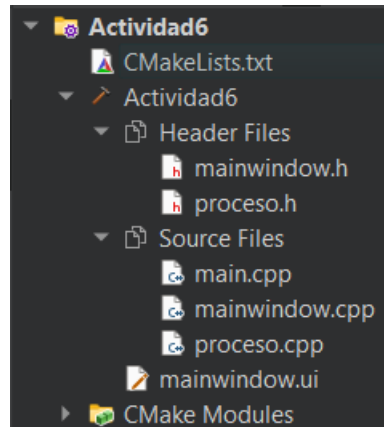 Actividad6
CMakeLists.txt
Actividad6
Header Files
mainwindow.h
proceso.h
Source Files
main.cpp
mainwindow.cpp
proceso.cpp
mainwindow.ui
CMake Modules